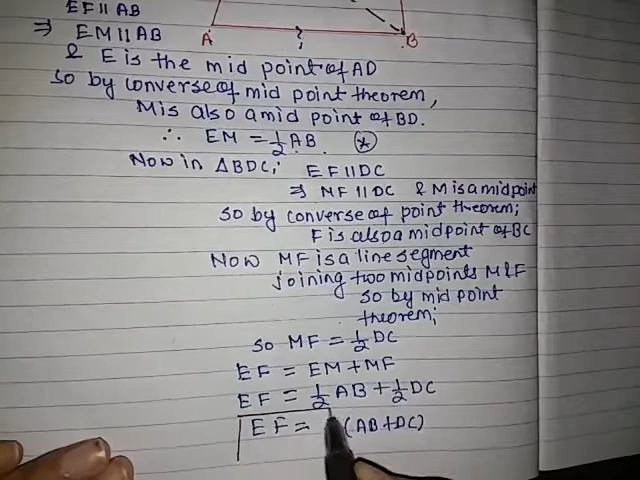 EF || AB
A B
⇒ EM || AB
& E is the mid point of AD
so by converse of mid point theorem,
M is also a mid point of BD.
∴ EM = 1/2 AB. (*)
Now in △BDC, EF || DC
⇒ MF || DC & M is a midpoint
so by converse of point theorem;
F is also a midpoint of BC
Now MF is a line segment
joining two midpoints M & F
so by mid point
theorem;
so MF = 1/2 DC
EF = EM + MF
EF = 1/2 AB + 1/2 DC
EF = (AB + DC)